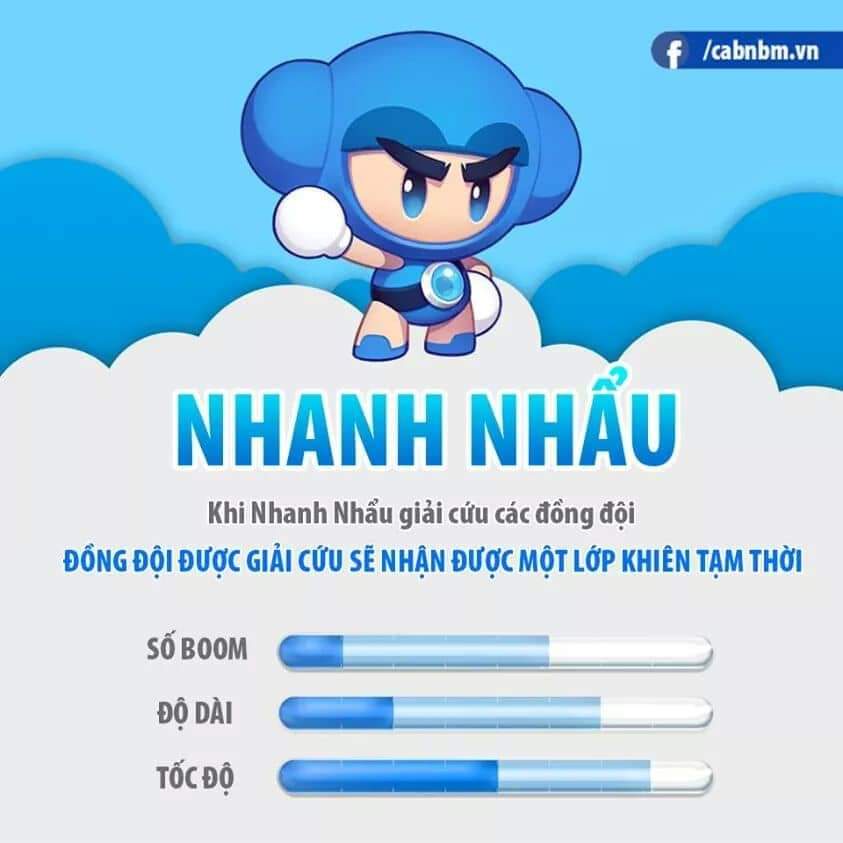 f /cabnbm.vn
NHANH NHẨU
Khi Nhanh Nhẩu giải cứu các đồng đội
ĐỒNG ĐỘI ĐƯỢC GIẢI CỨU SẼ NHẬN ĐƯỢC MỘT LỚP KHIÊN TẠM THỜI
SỐ BOOM
ĐỘ DÀI
TỐC ĐỘ